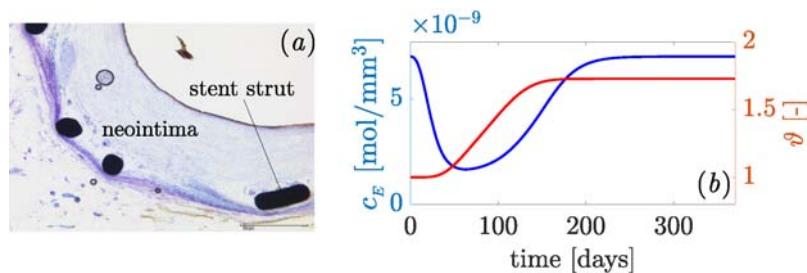 (a)
stent strut
neointima
×10⁻⁹
c_E [mol/mm³]
5
0
2
1.5
1
ϑ [-]
(b)
0 100 200 300
time [days]